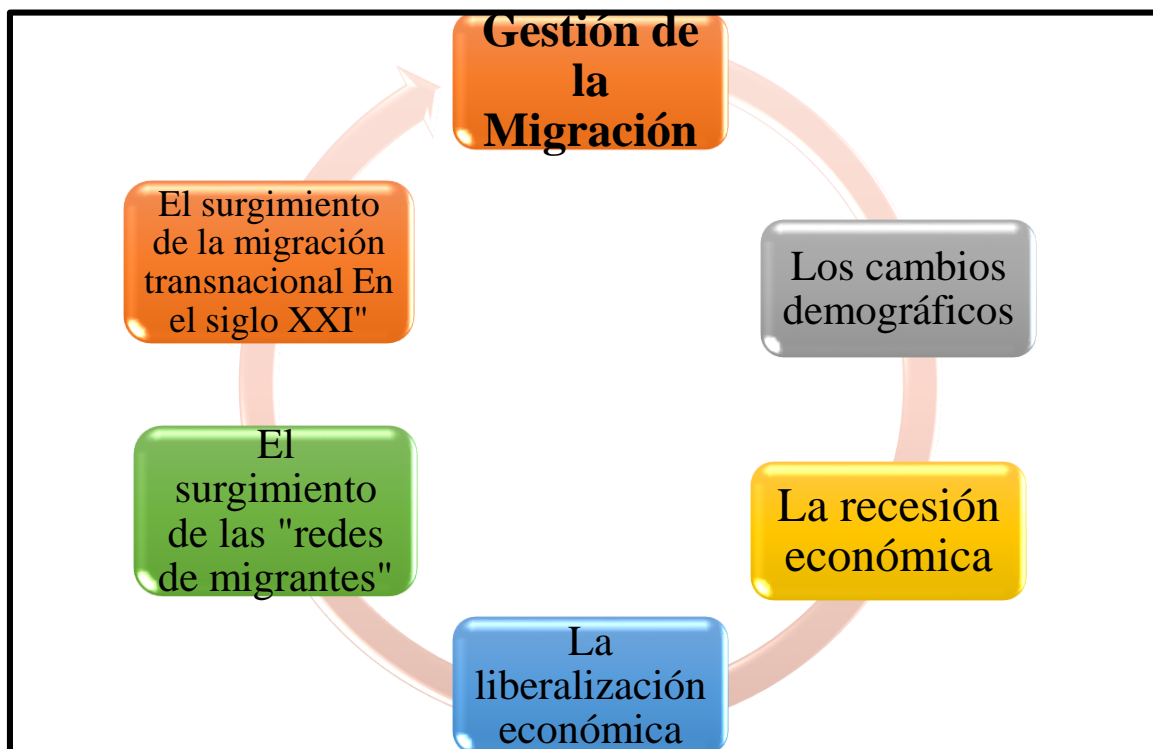 Gestión de
la
Migración
Los cambios
demográficos
La recesión
económica
La
liberalización
económica
El
surgimiento
de las "redes
de migrantes"
El surgimiento
de la migración
transnacional En
el siglo XXI"